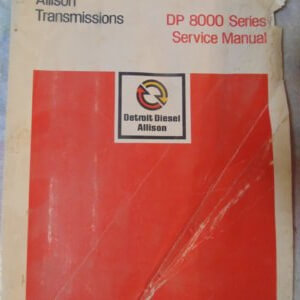 Allison
Transmissions
DP 8000 Series
Service Manual
Detroit Diesel
Allison